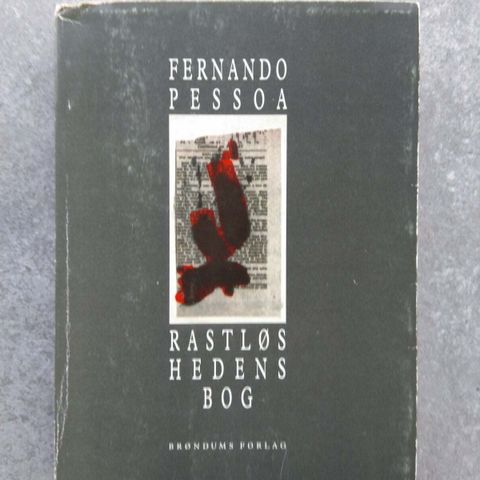 FERNANDO
PESSOA
RASTLØS
HEDENS
BOG
BRØNDUMS FORLAG